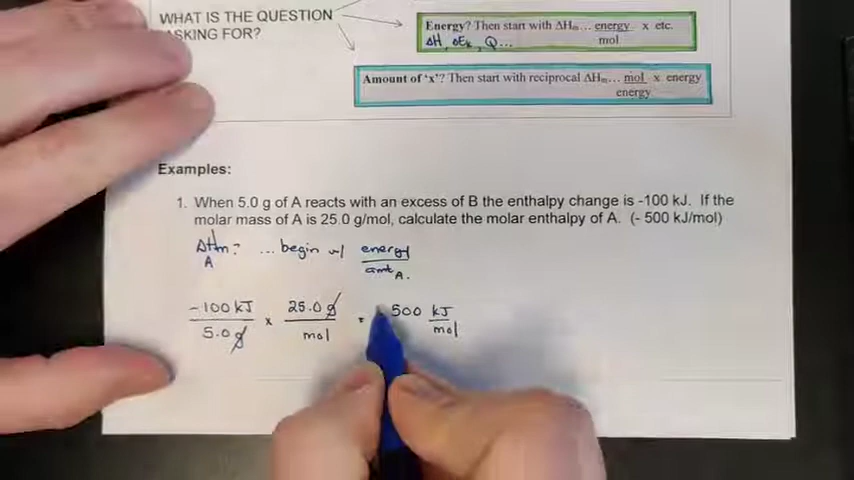 WHAT IS THE QUESTION
ASKING FOR?
Energy? Then start with ΔHm... energy/mol x etc.
ΔH, ΔEk, Q...
Amount of 'x'? Then start with reciprocal ΔHm... mol/energy x energy
Examples:
1. When 5.0 g of A reacts with an excess of B the enthalpy change is -100 kJ. If the
molar mass of A is 25.0 g/mol, calculate the molar enthalpy of A. (- 500 kJ/mol)
ΔHm A = ... begin w/ energy/amt A.
-100 kJ/5.0 g x 25.0 g/mol = 500 kJ/mol